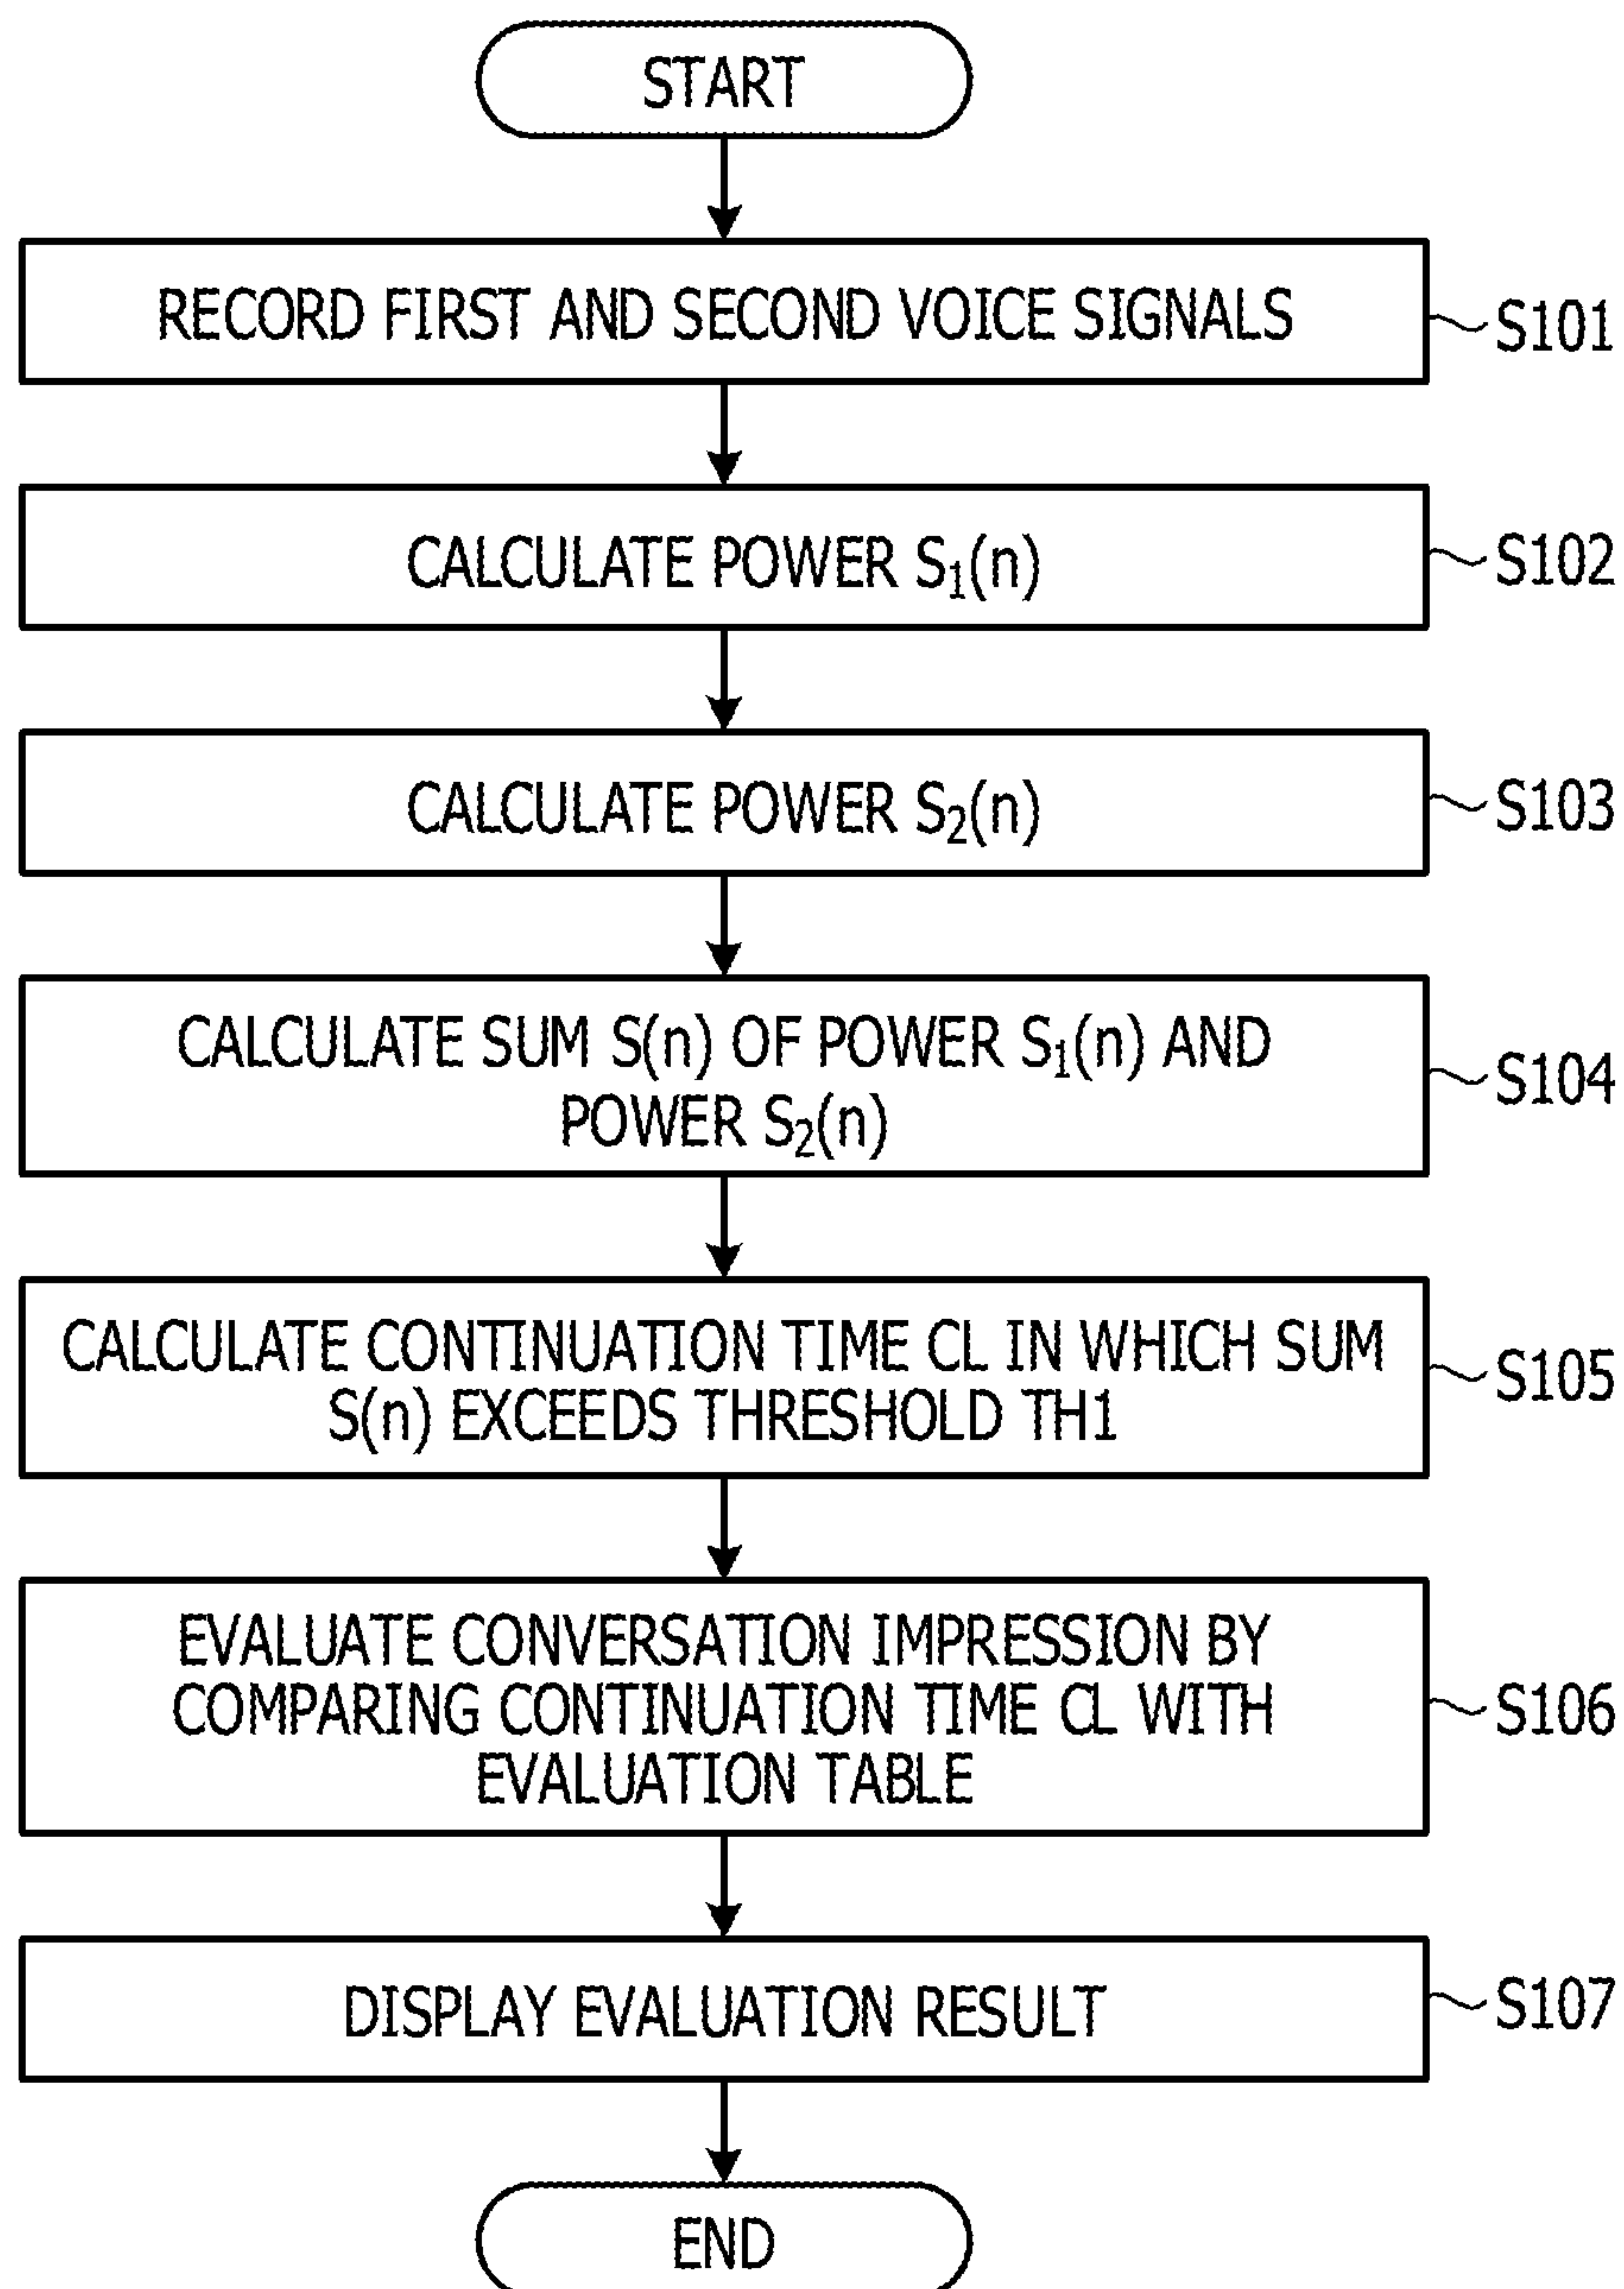 START
RECORD FIRST AND SECOND VOICE SIGNALS
S101
CALCULATE POWER S₁(n)
S102
CALCULATE POWER S₂(n)
S103
CALCULATE SUM S(n) OF POWER S₁(n) AND
POWER S₂(n)
S104
CALCULATE CONTINUATION TIME CL IN WHICH SUM
S(n) EXCEEDS THRESHOLD TH1
S105
EVALUATE CONVERSATION IMPRESSION BY
COMPARING CONTINUATION TIME CL WITH
EVALUATION TABLE
S106
DISPLAY EVALUATION RESULT
S107
END